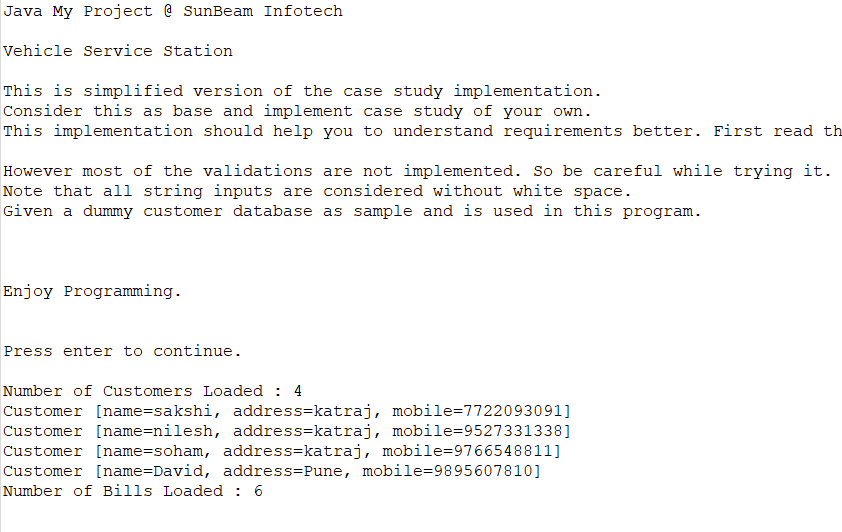 Java My Project @ SunBeam Infotech
Vehicle Service Station
This is simplified version of the case study implementation.
Consider this as base and implement case study of your own.
This implementation should help you to understand requirements better. First read th
However most of the validations are not implemented. So be careful while trying it.
Note that all string inputs are considered without white space.
Given a dummy customer database as sample and is used in this program.
Enjoy Programming.
Press enter to continue.
Number of Customers Loaded : 4
Customer [name=sakshi, address=katraj, mobile=7722093091]
Customer [name=nilesh, address=katraj, mobile=9527331338]
Customer [name=soham, address=katraj, mobile=9766548811]
Customer [name=David, address=Pune, mobile=9895607810]
Number of Bills Loaded : 6